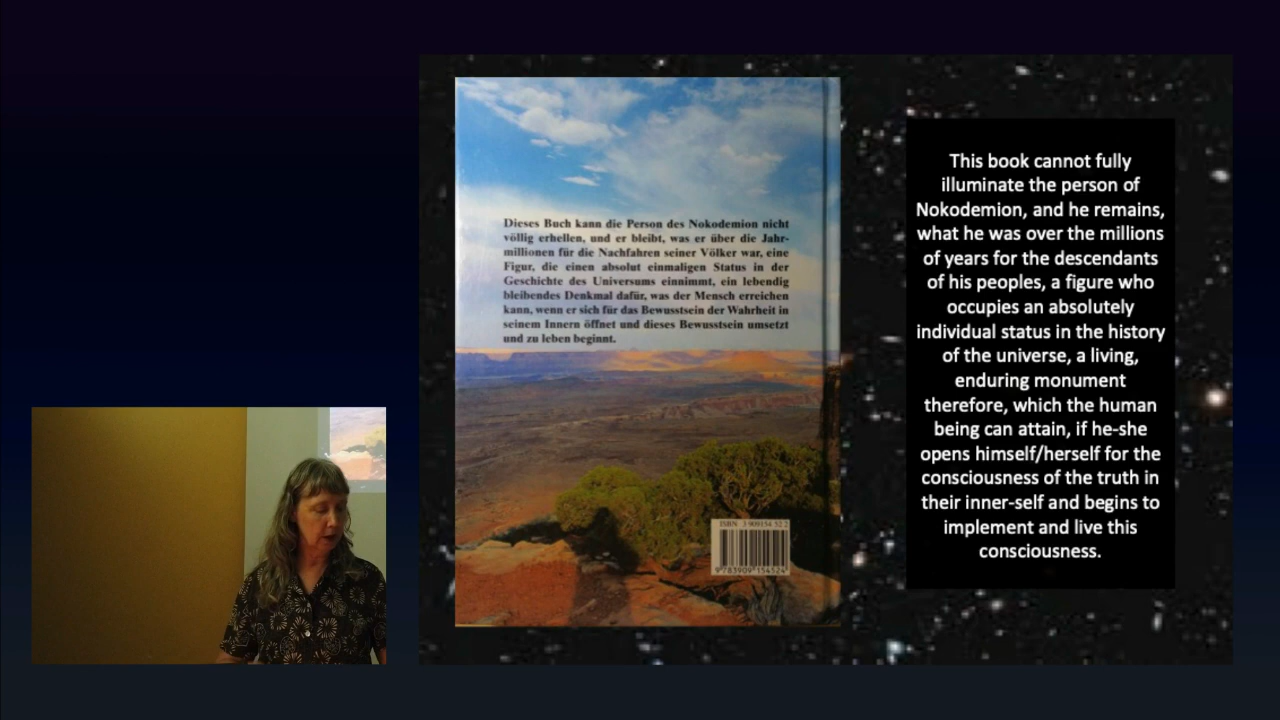 Dieses Buch kann die Person des Nokodemion nicht
völlig erhellen, und er bleibt, was er über die Jahr-
millionen für die Nachfahren seiner Völker war, eine
Figur, die einen absolut einmaligen Status in der
Geschichte des Universums einnimmt, ein lebendig
bleibendes Denkmal dafür, was der Mensch erreichen
kann, wenn er sich für das Bewusstsein der Wahrheit in
seinem Innern öffnet und dieses Bewusstsein umsetzt
und zu leben beginnt.
ISBN 3 909154 52 2
9 783909 154524
This book cannot fully
illuminate the person of
Nokodemion, and he remains,
what he was over the millions
of years for the descendants
of his peoples, a figure who
occupies an absolutely
individual status in the history
of the universe, a living,
enduring monument
therefore, which the human
being can attain, if he-she
opens himself/herself for the
consciousness of the truth in
their inner-self and begins to
implement and live this
consciousness.